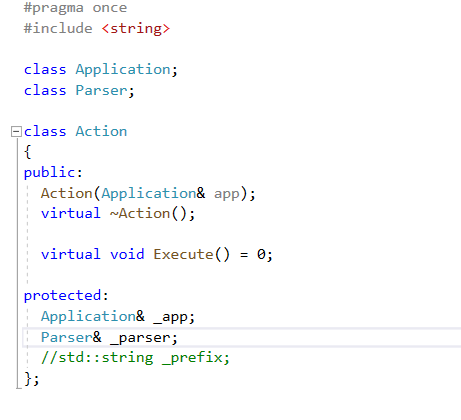 #pragma once
#include <string>
class Application;
class Parser;
class Action
{
public:
Action(Application& app);
virtual ~Action();
virtual void Execute() = 0;
protected:
Application& _app;
Parser& _parser;
//std::string _prefix;
};